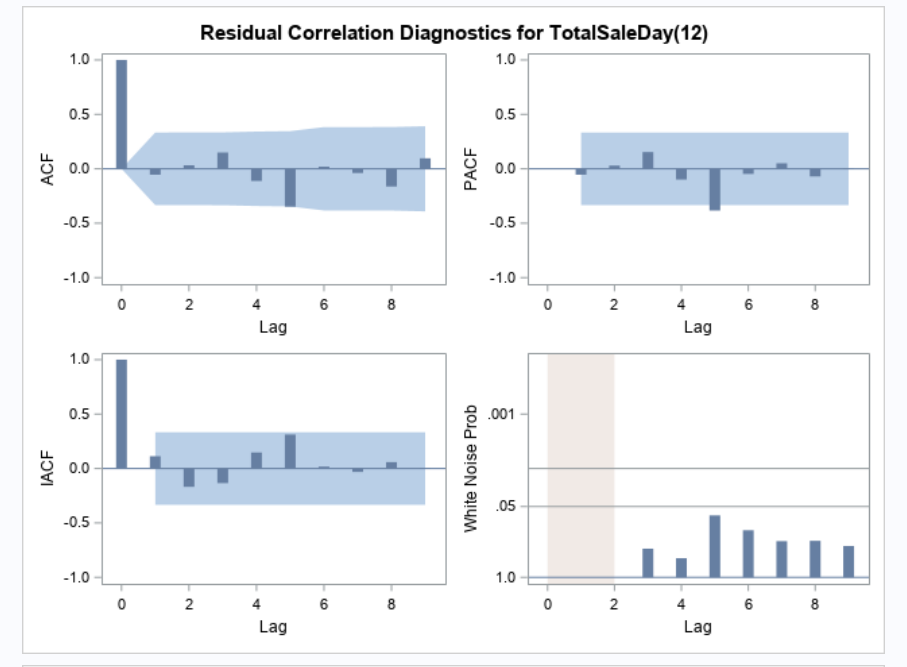 Residual Correlation Diagnostics for TotalSaleDay(12)
1.0
0.5
0.0
-0.5
-1.0
ACF
0 2 4 6 8
Lag
1.0
0.5
0.0
-0.5
-1.0
PACF
0 2 4 6 8
Lag
1.0
0.5
0.0
-0.5
-1.0
IACF
0 2 4 6 8
Lag
.001
.05
1.0
White Noise Prob
0 2 4 6 8
Lag